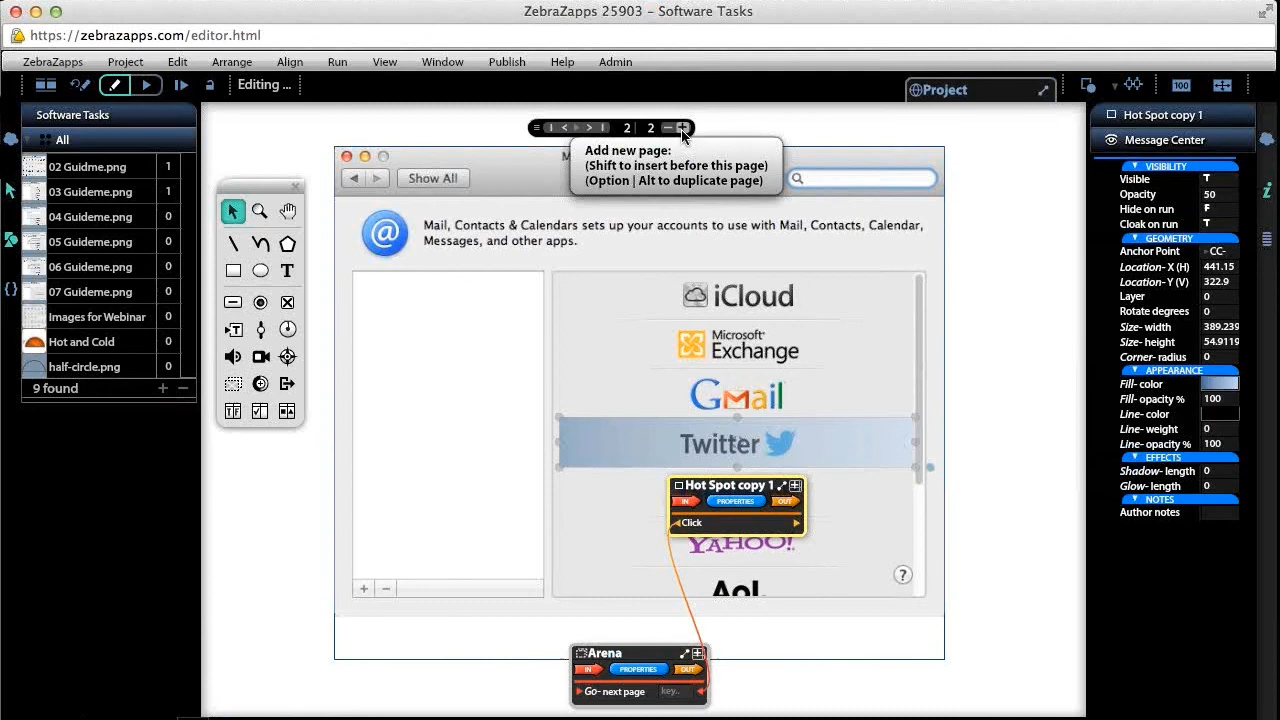 ZebraZapps 25903 – Software Tasks
https://zebrazapps.com/editor.html
ZebraZapps Project Edit Arrange Align Run View Window Publish Help Admin
Editing ...
Project
100
Software Tasks
All
02 Guidme.png 1
03 Guideme.png 1
04 Guideme.png 0
05 Guideme.png 0
06 Guideme.png 0
07 Guideme.png 0
Images for Webinar 0
Hot and Cold 0
half-circle.png 0
9 found + −
2 2
Add new page:
(Shift to insert before this page)
(Option | Alt to duplicate page)
Show All
Mail, Contacts & Calendars sets up your accounts to use with Mail, Contacts, Calendar,
Messages, and other apps.
iCloud
Microsoft
Exchange
Gmail
Twitter
Hot Spot copy 1
IN PROPERTIES OUT
Click
YAHOO!
Aol.
?
Arena
IN PROPERTIES OUT
Go- next page key..
Hot Spot copy 1
Message Center
VISIBILITY
Visible T
Opacity 50
Hide on run F
Cloak on run T
GEOMETRY
Anchor Point CC-
Location- X (H) 441.15
Location- Y (V) 322.9
Layer 0
Rotate degrees 0
Size- width 389.239
Size- height 54.9119
Corner- radius 0
APPEARANCE
Fill- color
Fill- opacity % 100
Line- color
Line- weight 0
Line- opacity % 100
EFFECTS
Shadow- length 0
Glow- length 0
NOTES
Author notes